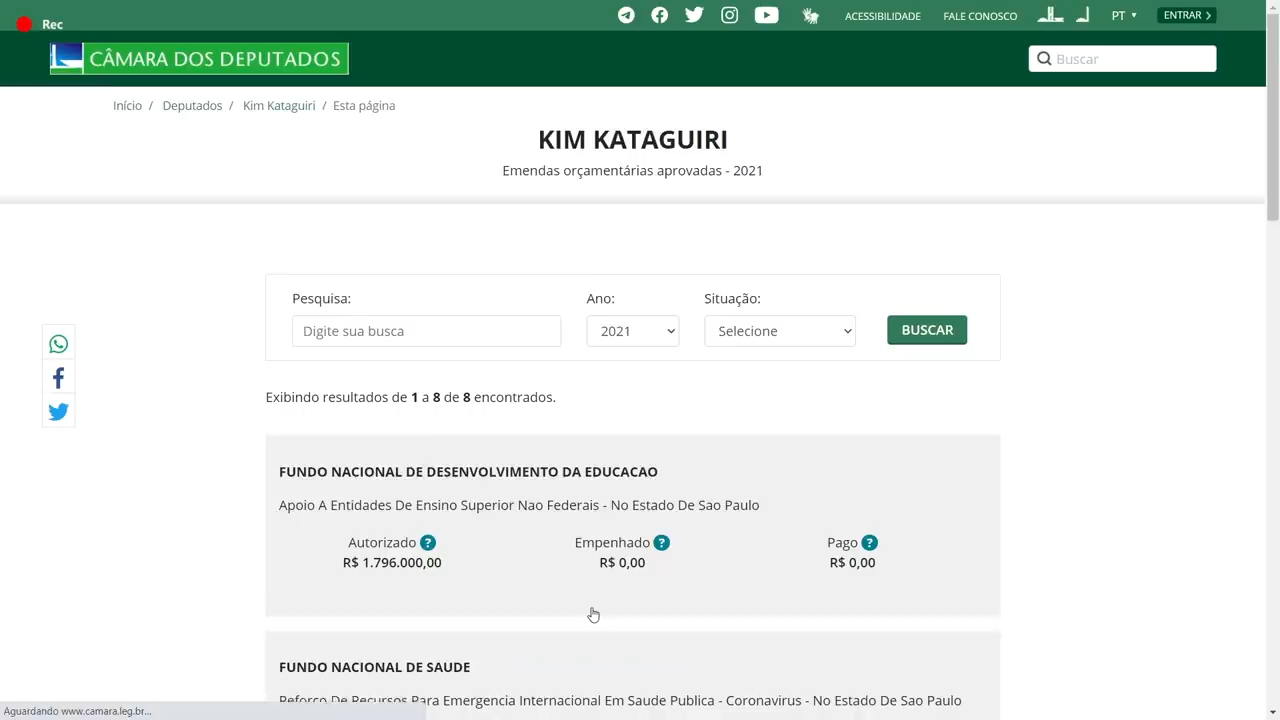 Rec
ACESSIBILIDADE
FALE CONOSCO
PT
ENTRAR
CÂMARA DOS DEPUTADOS
Buscar
Início / Deputados / Kim Kataguiri / Esta página
KIM KATAGUIRI
Emendas orçamentárias aprovadas - 2021
Pesquisa: Ano: Situação:
Digite sua busca 2021 Selecione BUSCAR
Exibindo resultados de 1 a 8 de 8 encontrados.
FUNDO NACIONAL DE DESENVOLVIMENTO DA EDUCACAO
Apoio A Entidades De Ensino Superior Nao Federais - No Estado De Sao Paulo
Autorizado ? Empenhado ? Pago ?
R$ 1.796.000,00 R$ 0,00 R$ 0,00
FUNDO NACIONAL DE SAUDE
Reforço De Recursos Para Emergencia Internacional Em Saude Publica - Coronavirus - No Estado De Sao Paulo
Aguardando www.camara.leg.br...